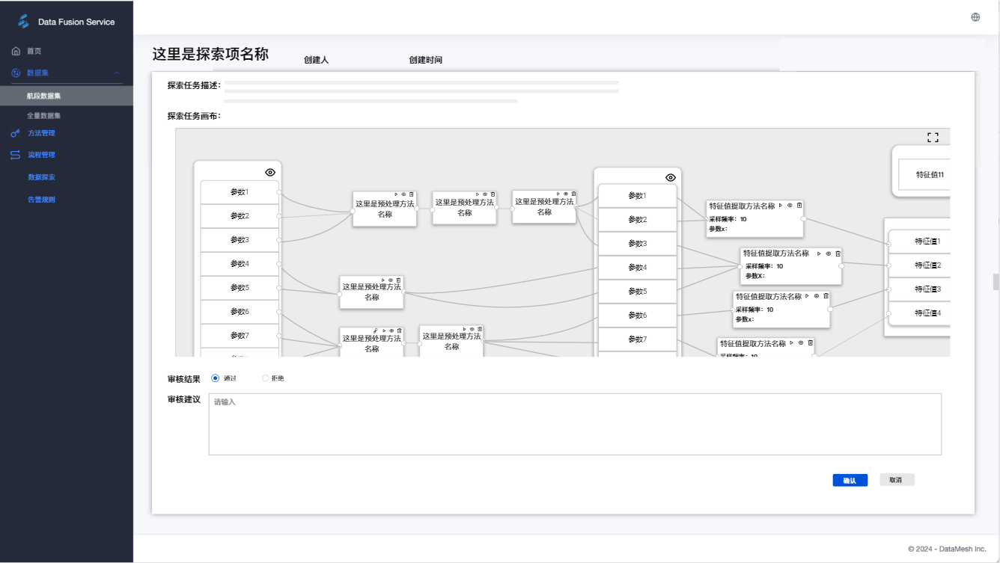 Data Fusion Service
首页
数据集
航段数据集
全量数据集
方法管理
流程管理
数据探索
告警规则
这里是探索项名称
创建人
创建时间
探索任务描述：
探索任务画布：
参数1
参数2
参数3
参数4
参数5
参数6
参数7
这里是预处理方法
名称
这里是预处理方法
名称
这里是预处理方法
名称
这里是预处理方法
名称
这里是预处理方法
名称
这里是预处理方法
名称
参数1
参数2
参数3
参数4
参数5
参数6
参数7
特征值提取方法名称
采样频率：10
参数x：
特征值提取方法名称
采样频率：10
参数X：
特征值提取方法名称
采样频率：10
参数x：
特征值提取方法名称
采样频率：10
特征值11
特征值1
特征值2
特征值3
特征值4
审核结果
通过
拒绝
审核建议
请输入
确认
取消
© 2024 - DataMesh Inc.